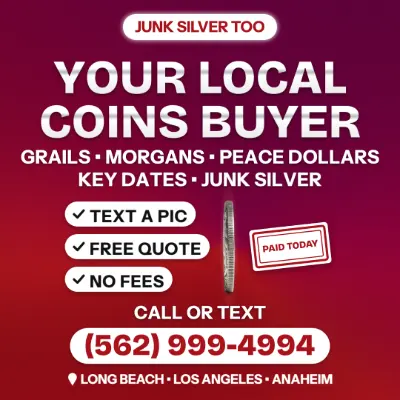 JUNK SILVER TOO
YOUR LOCAL
COINS BUYER
GRAILS ▪ MORGANS ▪ PEACE DOLLARS
KEY DATES ▪ JUNK SILVER
✓ TEXT A PIC
✓ FREE QUOTE
✓ NO FEES
PAID TODAY
CALL OR TEXT
(562) 999-4994
LONG BEACH ▪ LOS ANGELES ▪ ANAHEIM